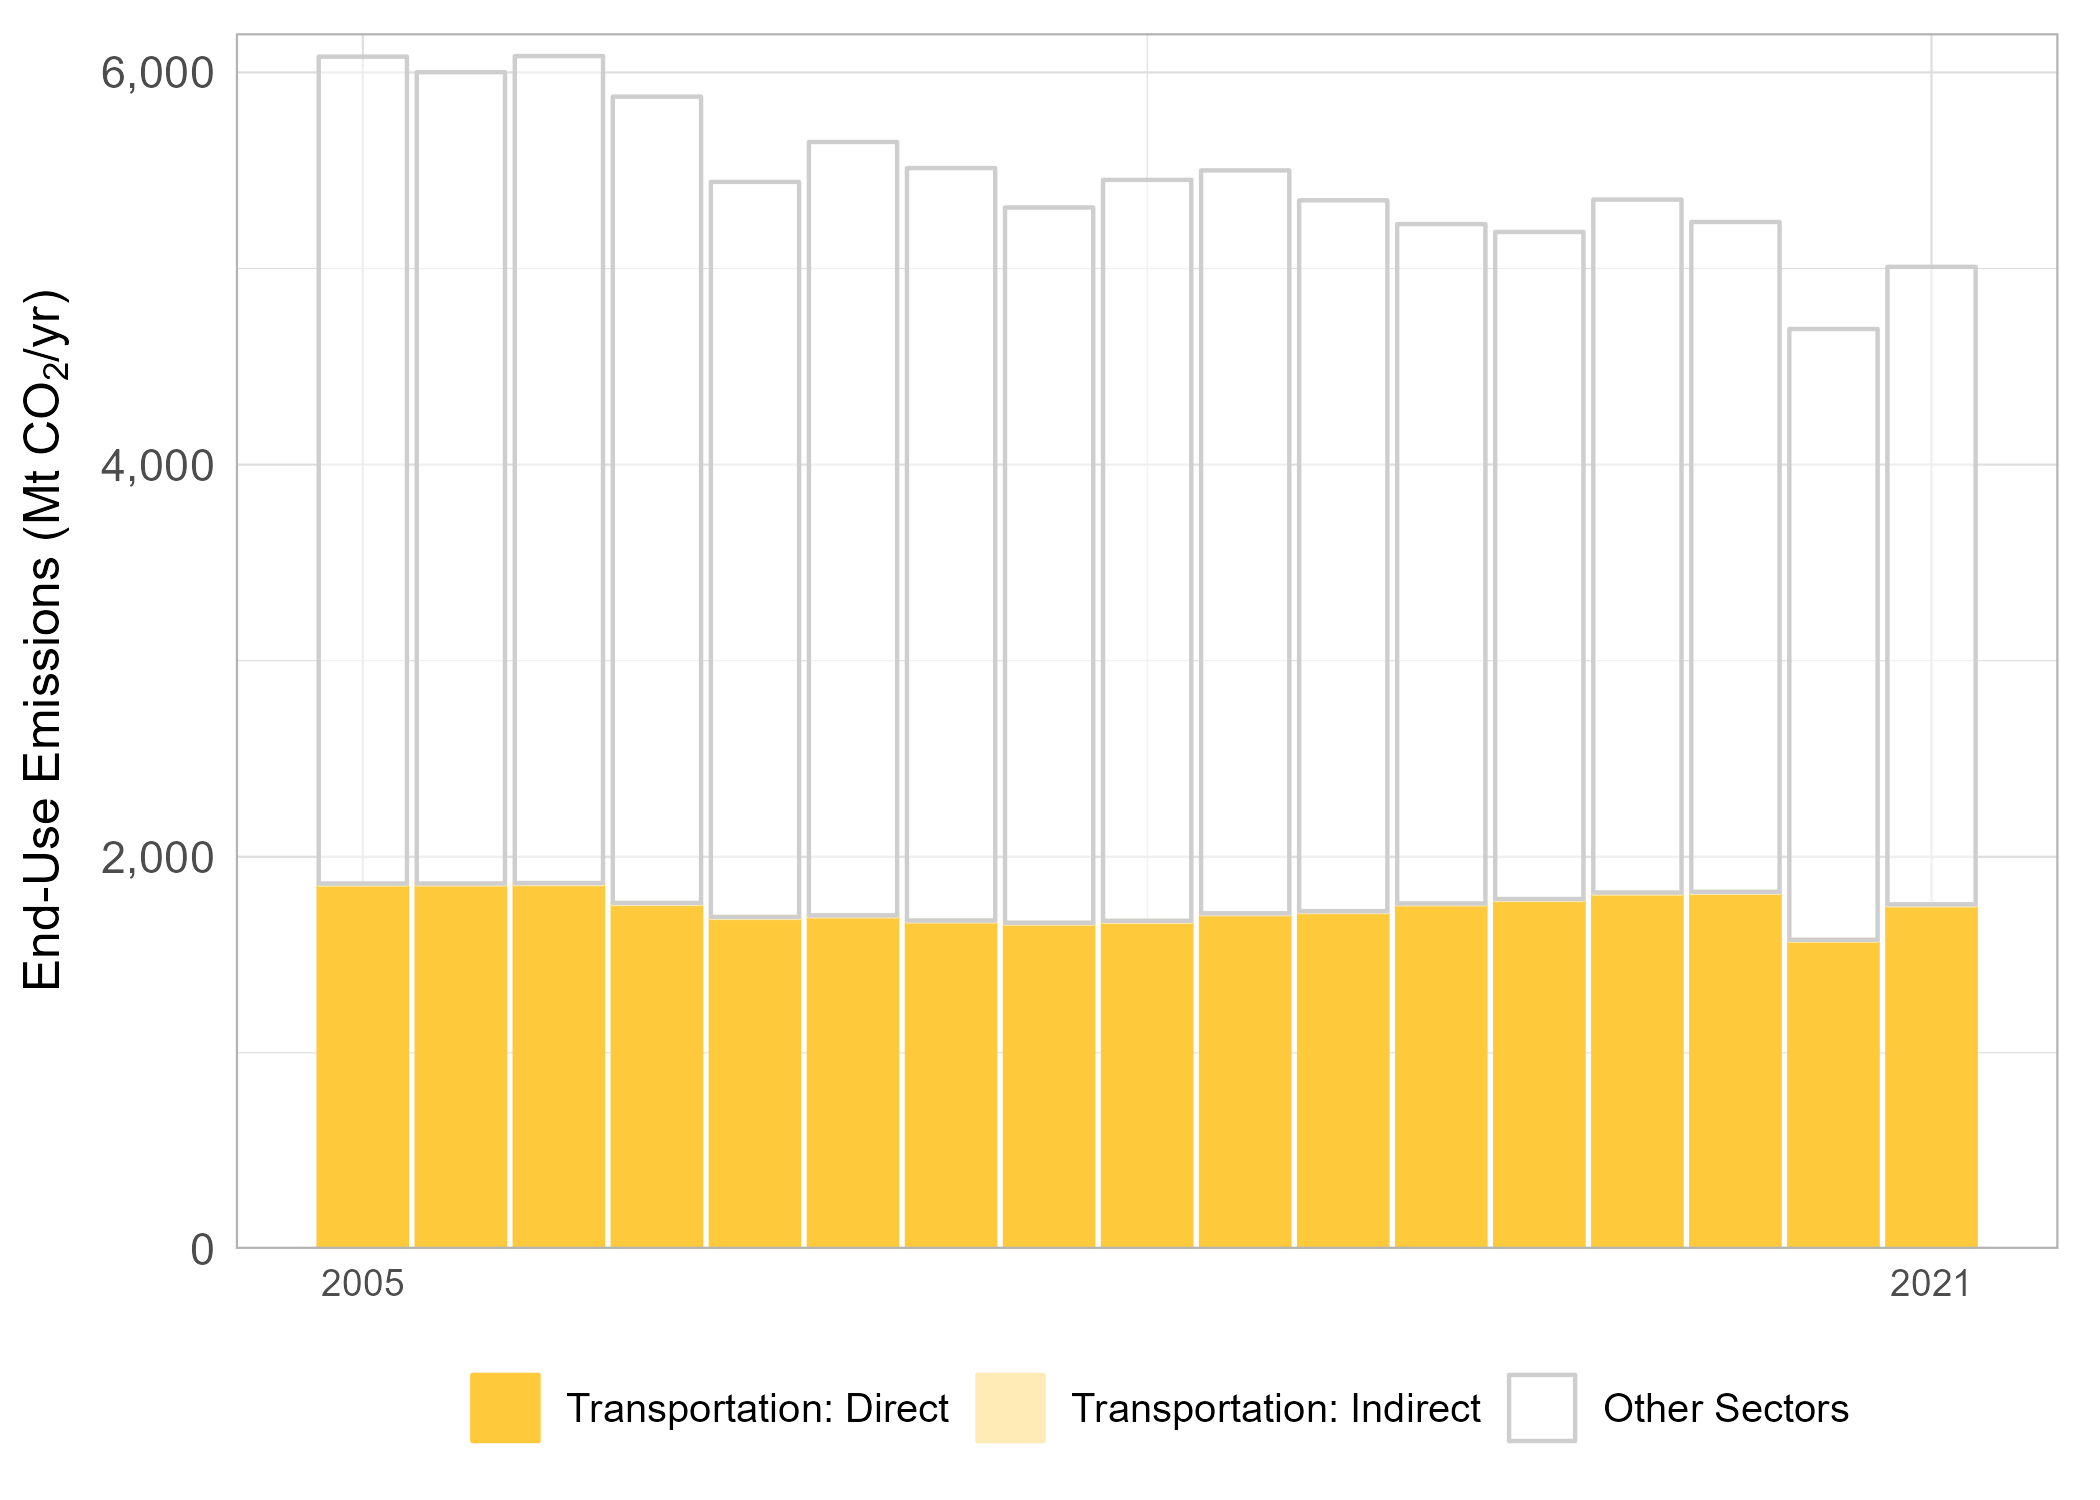 End-Use Emissions (Mt CO₂/yr)
6,000
4,000
2,000
0
2005 2021
Transportation: Direct Transportation: Indirect Other Sectors